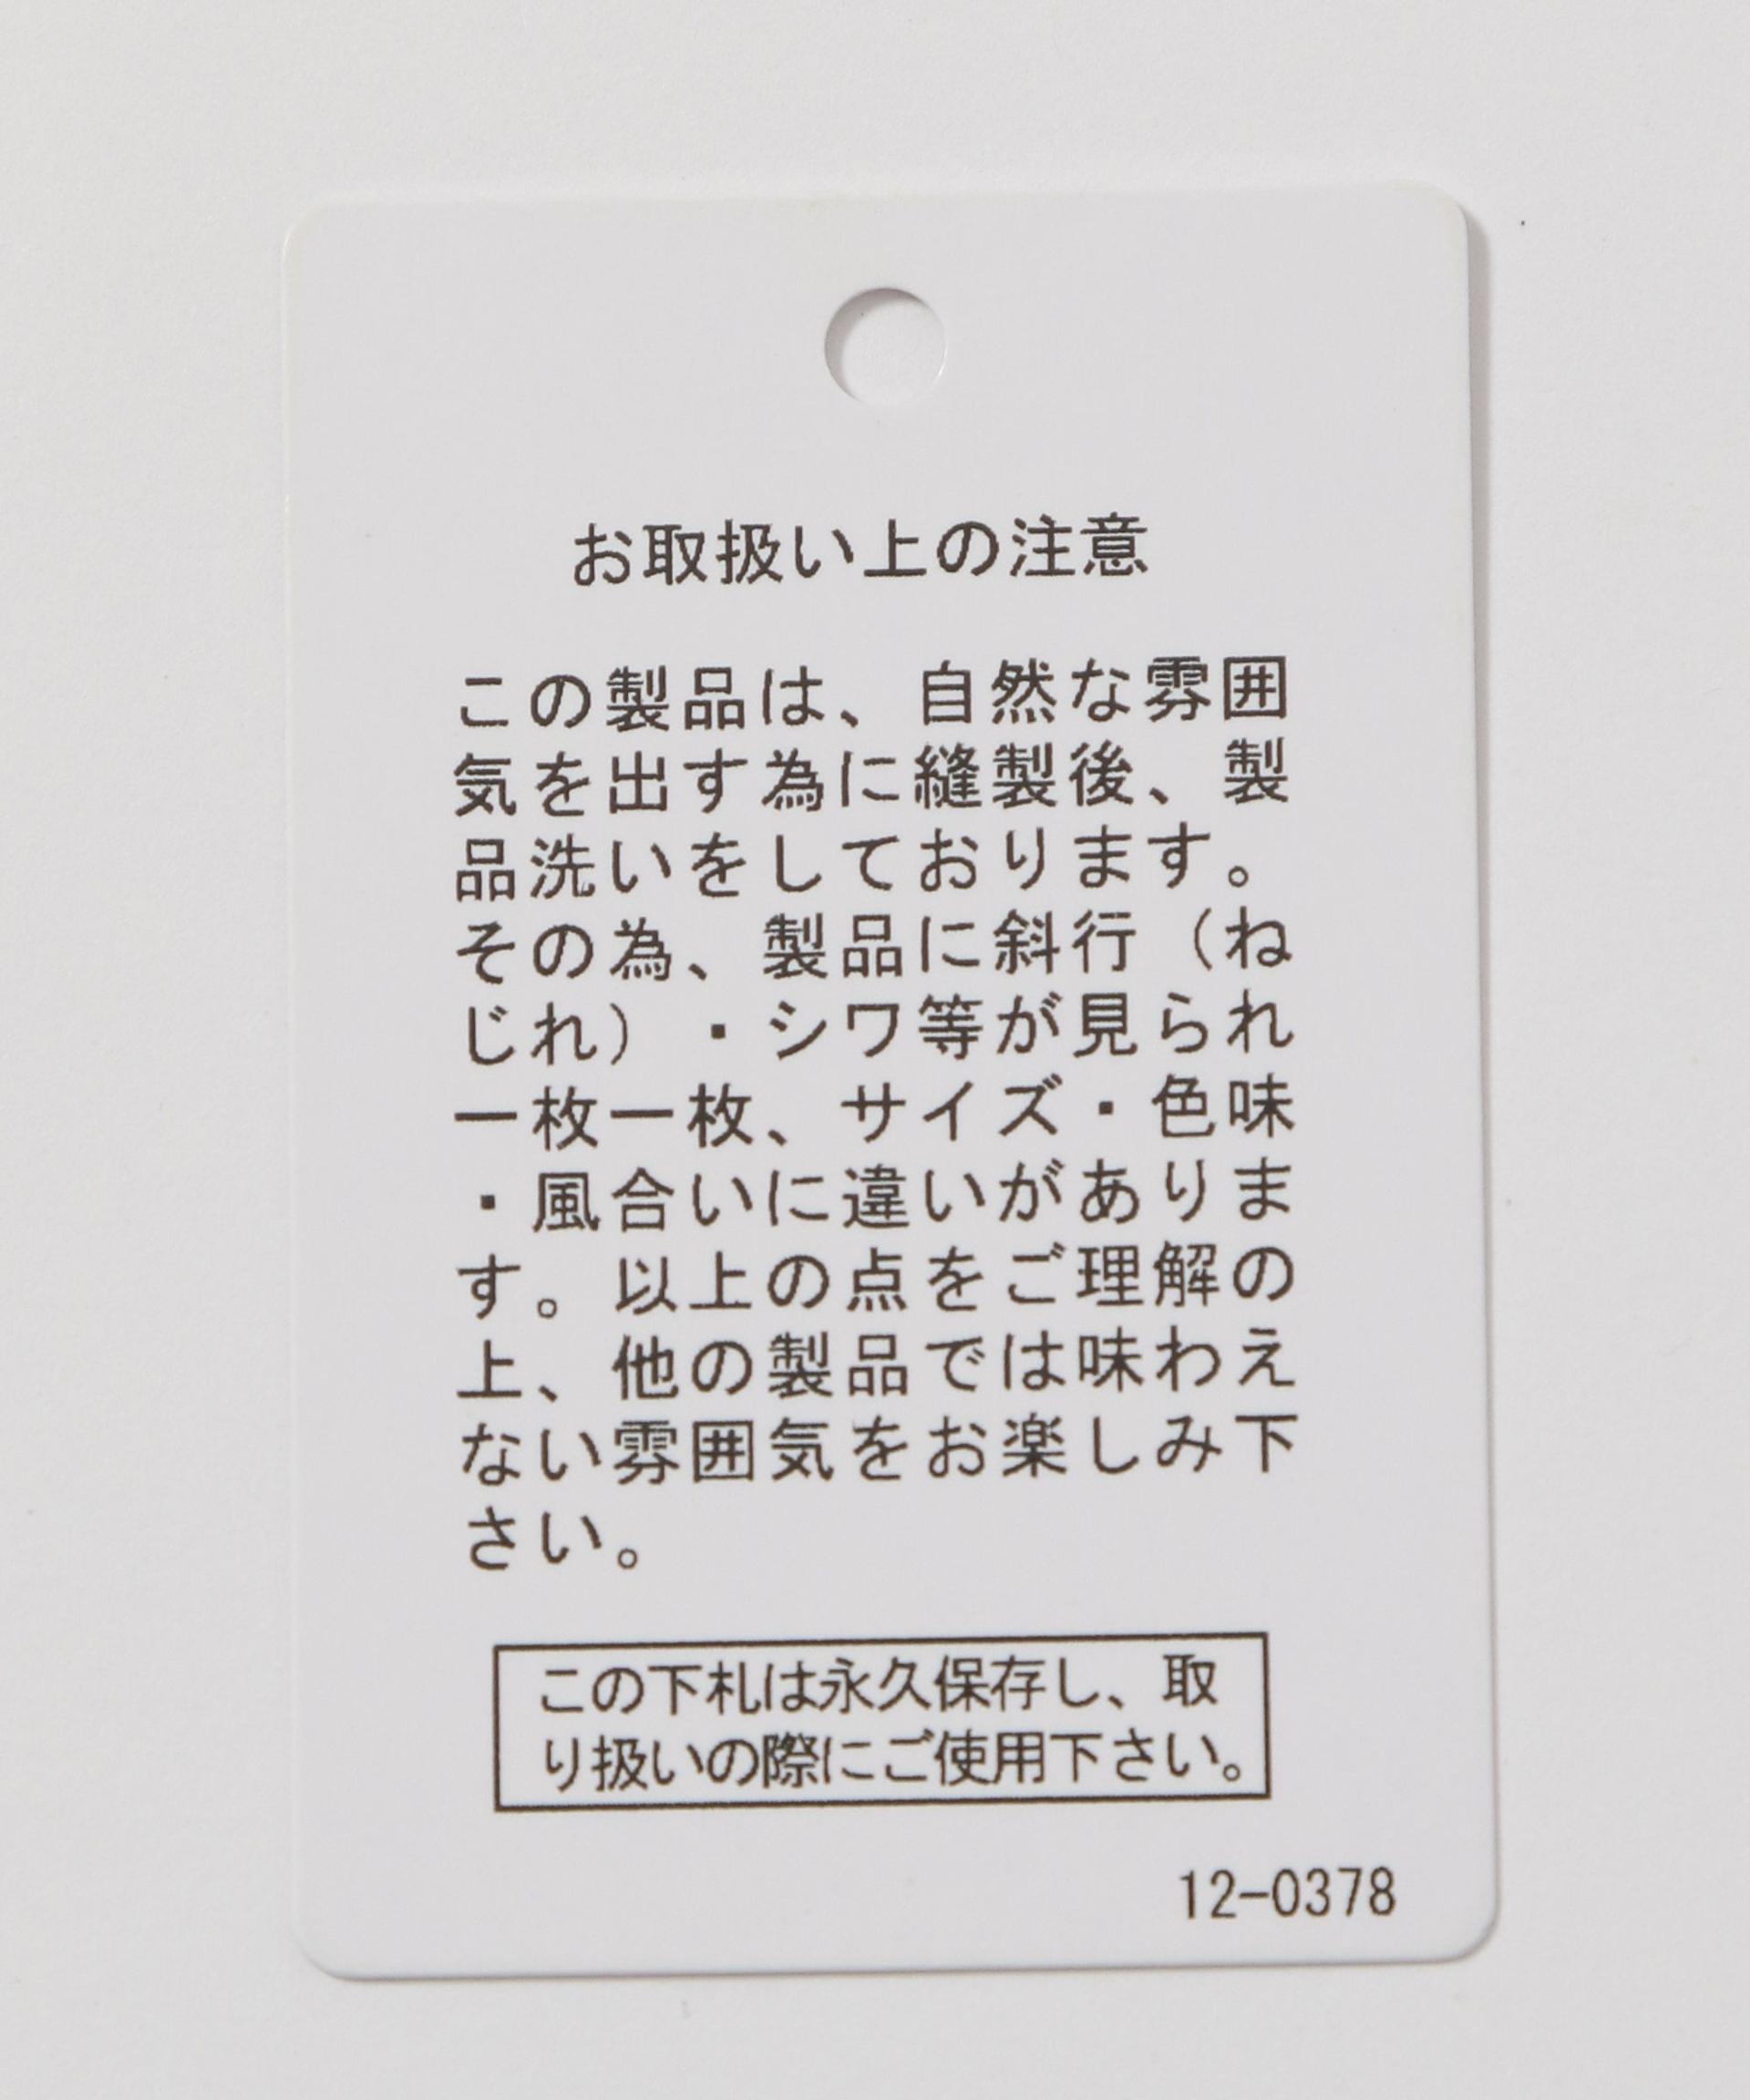 お取扱い上の注意
この製品は、自然な雰囲
気を出す為に縫製後、製
品洗いをしております。
その為、製品に斜行（ね
じれ）・シワ等が見られ
一枚一枚、サイズ・色味
・風合いに違いがありま
す。以上の点をご理解の
上、他の製品では味わえ
ない雰囲気をお楽しみ下
さい。
この下札は永久保存し、取
り扱いの際にご使用下さい。
12-0378